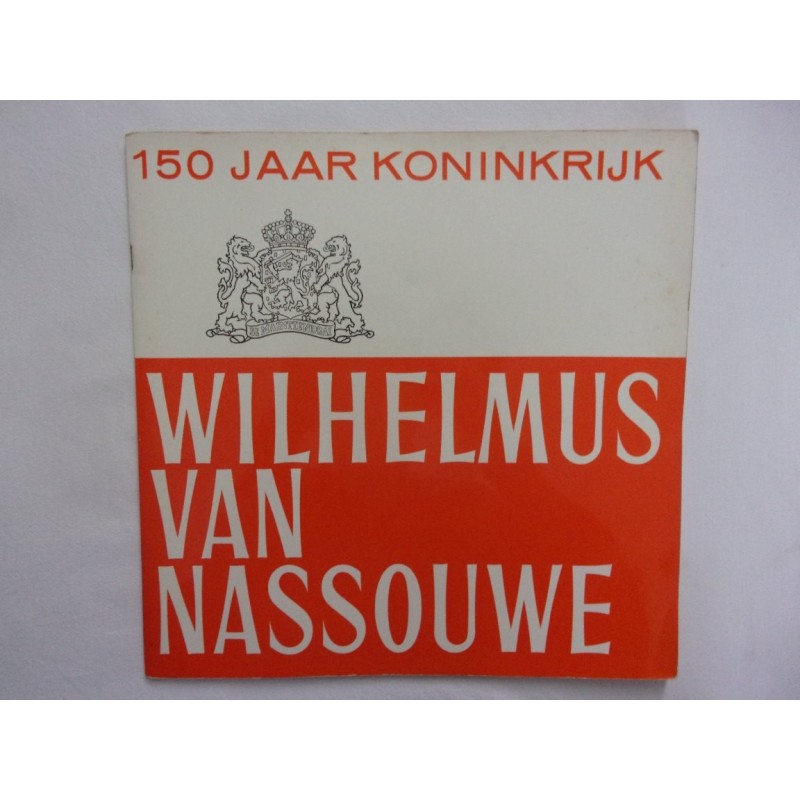 150 JAAR KONINKRIJK
WILHELMUS
VAN
NASSOUWE